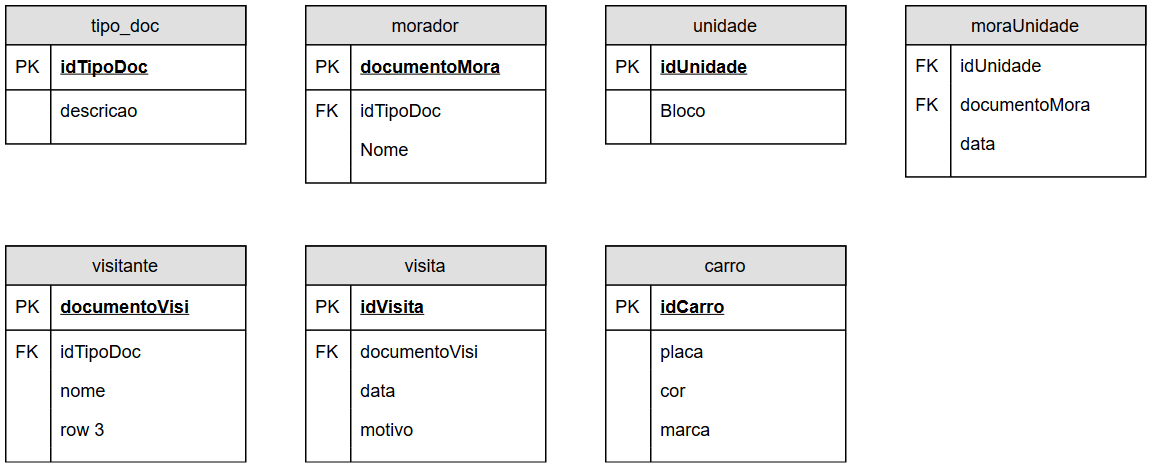 tipo_doc
PK idTipoDoc
descricao
morador
PK documentoMora
FK idTipoDoc
Nome
unidade
PK idUnidade
Bloco
moraUnidade
FK idUnidade
FK documentoMora
data
visitante
PK documentoVisi
FK idTipoDoc
nome
row 3
visita
PK idVisita
FK documentoVisi
data
motivo
carro
PK idCarro
placa
cor
marca